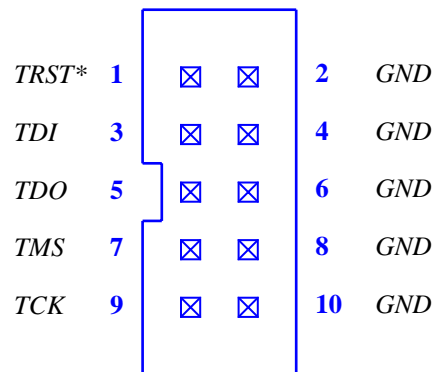 TRST* 1 2 GND
TDI 3 4 GND
TDO 5 6 GND
TMS 7 8 GND
TCK 9 10 GND